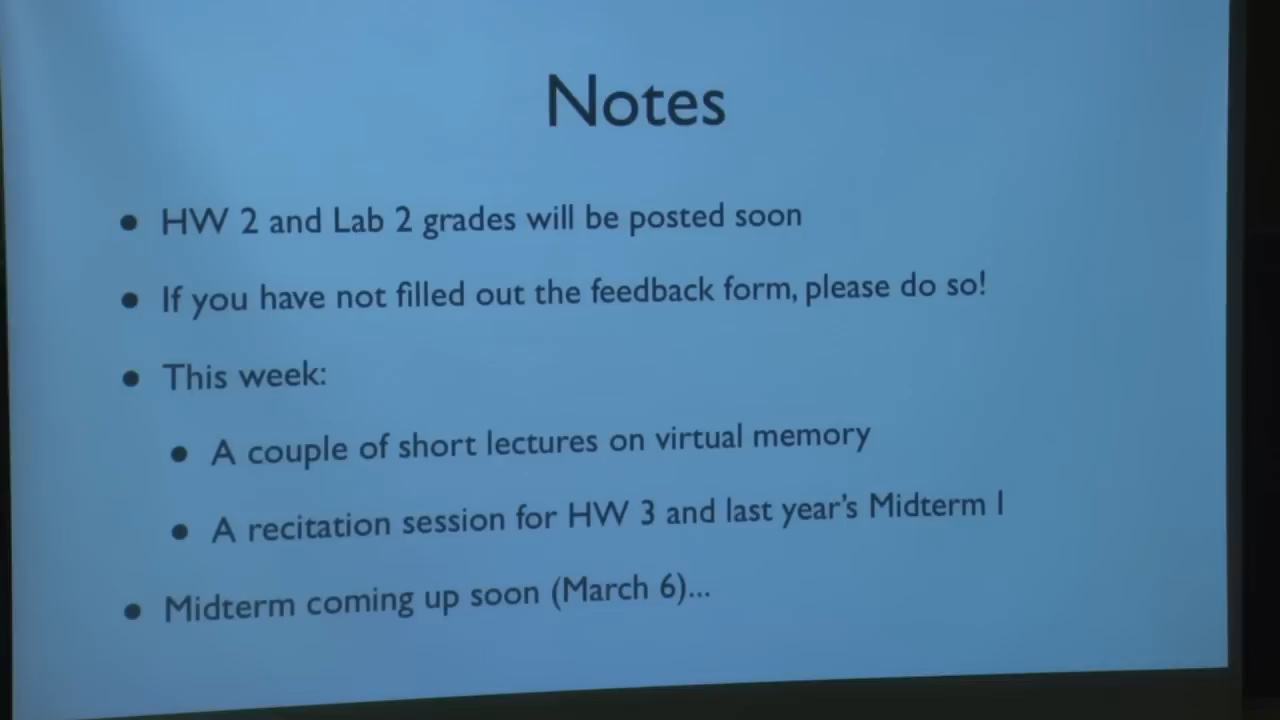 Notes
• HW 2 and Lab 2 grades will be posted soon
• If you have not filled out the feedback form, please do so!
• This week:
• A couple of short lectures on virtual memory
• A recitation session for HW 3 and last year's Midterm I
• Midterm coming up soon (March 6)...